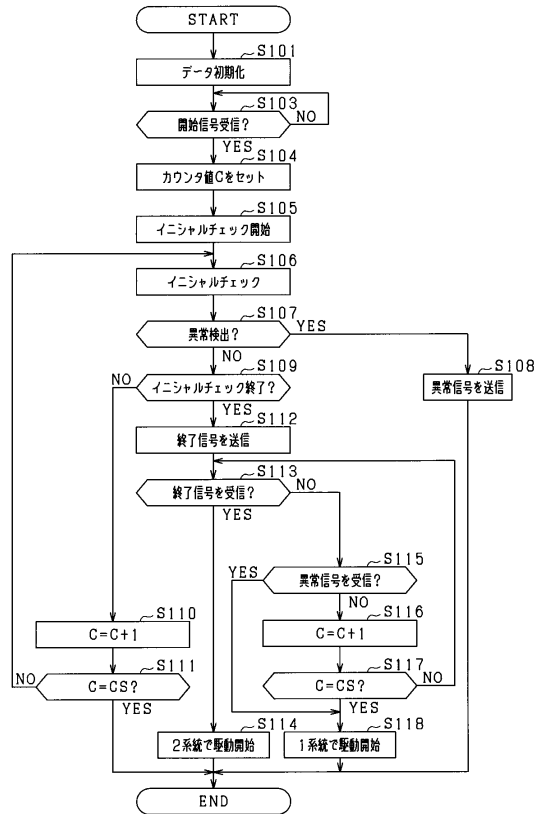 START
S101
データ初期化
S103
開始信号受信？
NO
YES
S104
カウンタ値Cをセット
S105
イニシャルチェック開始
S106
イニシャルチェック
S107
異常検出？
YES
NO
S108
異常信号を送信
S109
NO
イニシャルチェック終了？
YES
S112
終了信号を送信
S113
終了信号を受信？
NO
YES
S115
YES
異常信号を受信？
NO
S110
C=C+1
S116
C=C+1
S111
NO
C=CS?
YES
S117
C=CS?
NO
YES
S114
2系統で駆動開始
S118
1系統で駆動開始
END